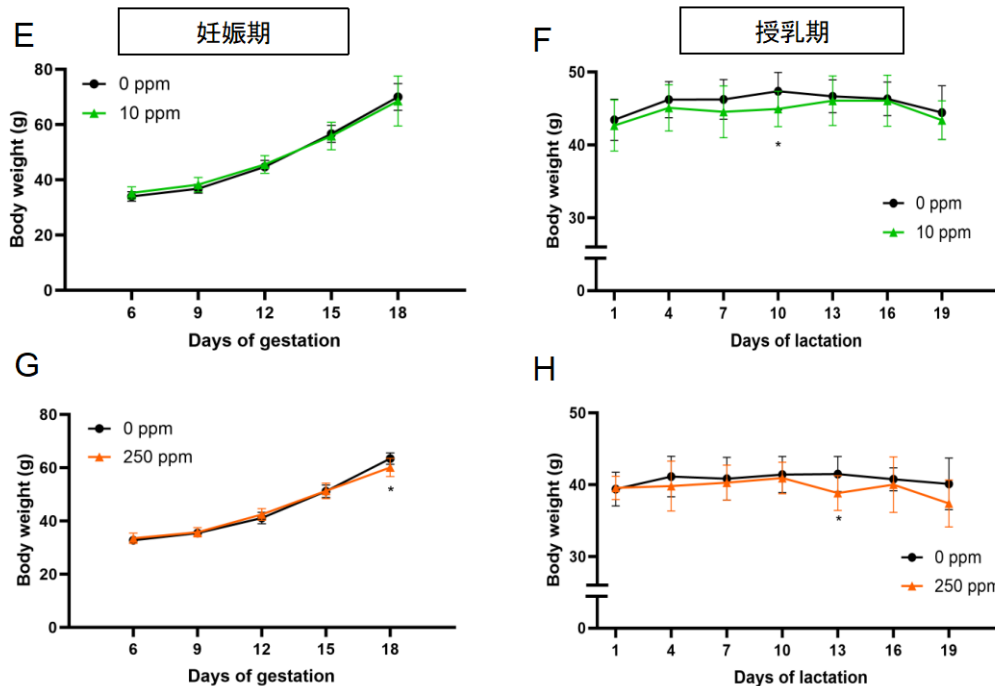 E
妊娠期
0 ppm
10 ppm
Body weight (g)
80
60
40
20
0
6 9 12 15 18
Days of gestation
F
授乳期
Body weight (g)
50
40
30
0
*
0 ppm
10 ppm
1 4 7 10 13 16 19
Days of lactation
G
0 ppm
250 ppm
Body weight (g)
80
60
40
20
0
*
6 9 12 15 18
Days of gestation
H
Body weight (g)
50
40
30
0
*
0 ppm
250 ppm
1 4 7 10 13 16 19
Days of lactation